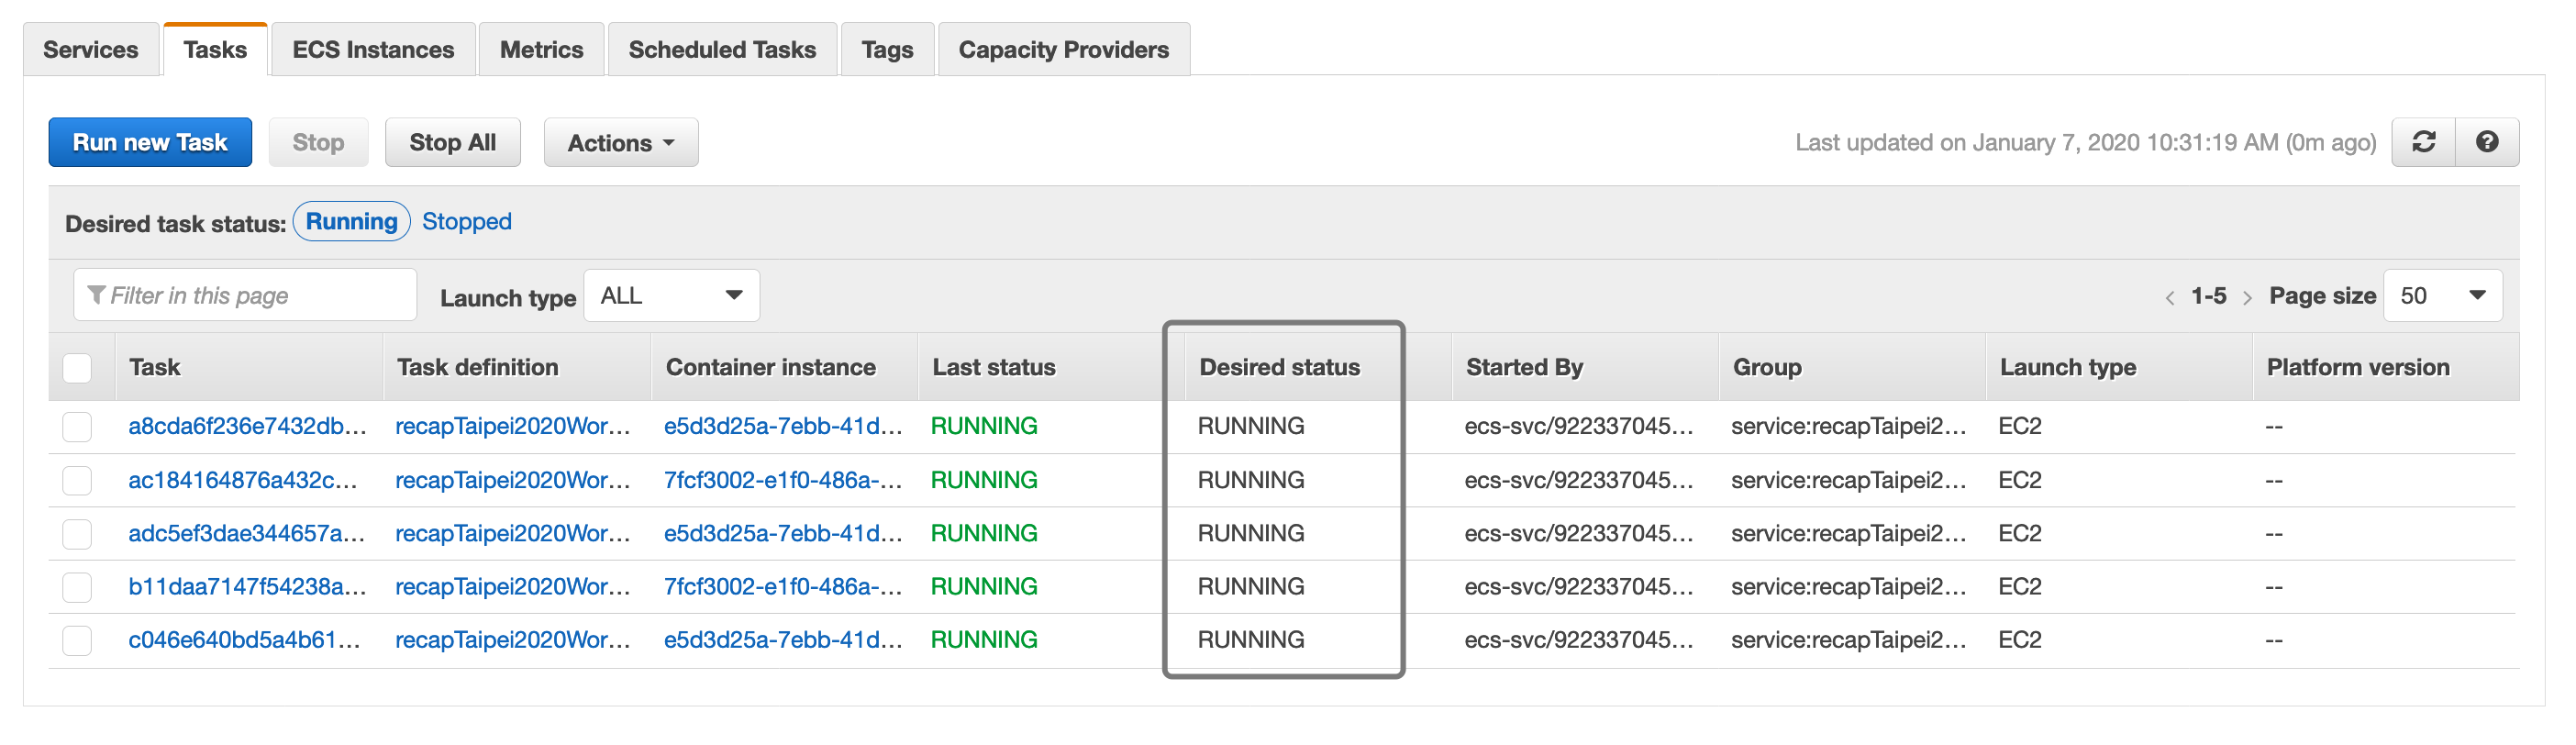 Services Tasks ECS Instances Metrics Scheduled Tasks Tags Capacity Providers
Run new Task Stop Stop All Actions Last updated on January 7, 2020 10:31:19 AM (0m ago)
Desired task status: Running Stopped
Filter in this page Launch type ALL 1-5 Page size 50
Task Task definition Container instance Last status Desired status Started By Group Launch type Platform version
a8cda6f236e7432db... recapTaipei2020Wor... e5d3d25a-7ebb-41d... RUNNING RUNNING ecs-svc/922337045... service:recapTaipei2... EC2 --
ac184164876a432c... recapTaipei2020Wor... 7fcf3002-e1f0-486a-... RUNNING RUNNING ecs-svc/922337045... service:recapTaipei2... EC2 --
adc5ef3dae344657a... recapTaipei2020Wor... e5d3d25a-7ebb-41d... RUNNING RUNNING ecs-svc/922337045... service:recapTaipei2... EC2 --
b11daa7147f54238a... recapTaipei2020Wor... 7fcf3002-e1f0-486a-... RUNNING RUNNING ecs-svc/922337045... service:recapTaipei2... EC2 --
c046e640bd5a4b61... recapTaipei2020Wor... e5d3d25a-7ebb-41d... RUNNING RUNNING ecs-svc/922337045... service:recapTaipei2... EC2 --